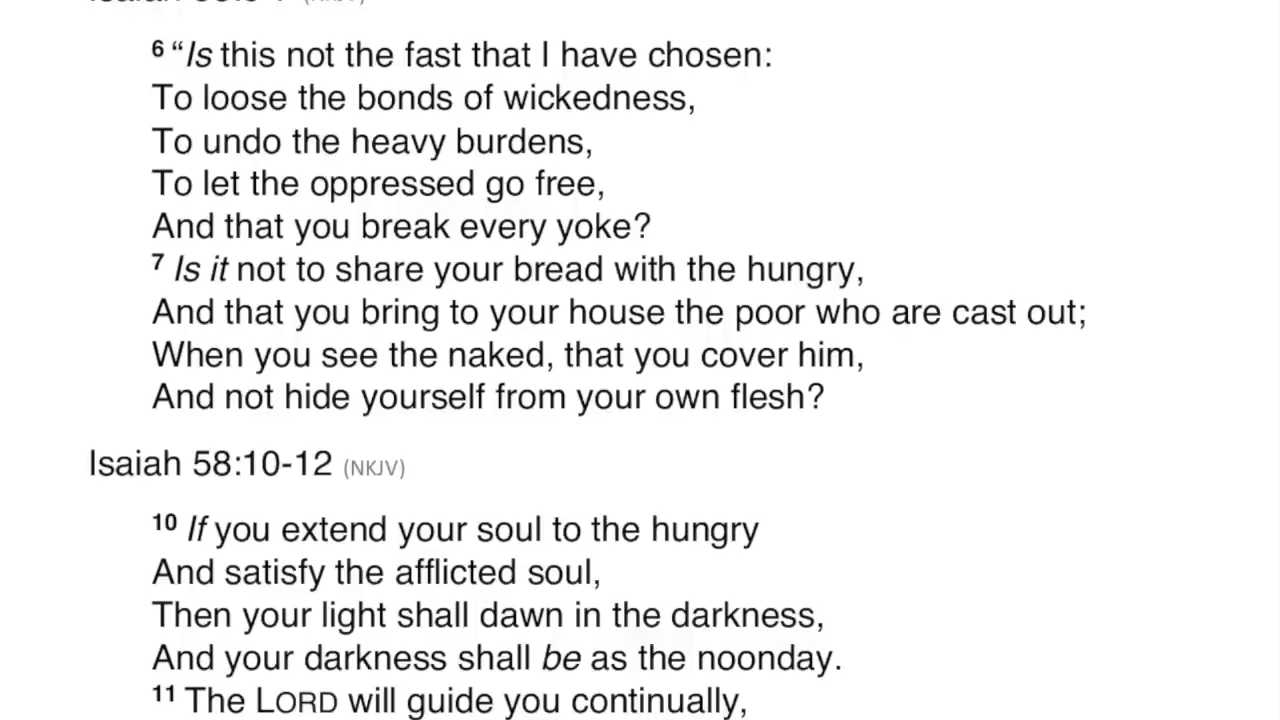 6 “Is this not the fast that I have chosen:
To loose the bonds of wickedness,
To undo the heavy burdens,
To let the oppressed go free,
And that you break every yoke?
7 Is it not to share your bread with the hungry,
And that you bring to your house the poor who are cast out;
When you see the naked, that you cover him,
And not hide yourself from your own flesh?
Isaiah 58:10-12 (NKJV)
10 If you extend your soul to the hungry
And satisfy the afflicted soul,
Then your light shall dawn in the darkness,
And your darkness shall be as the noonday.
11 The LORD will guide you continually,